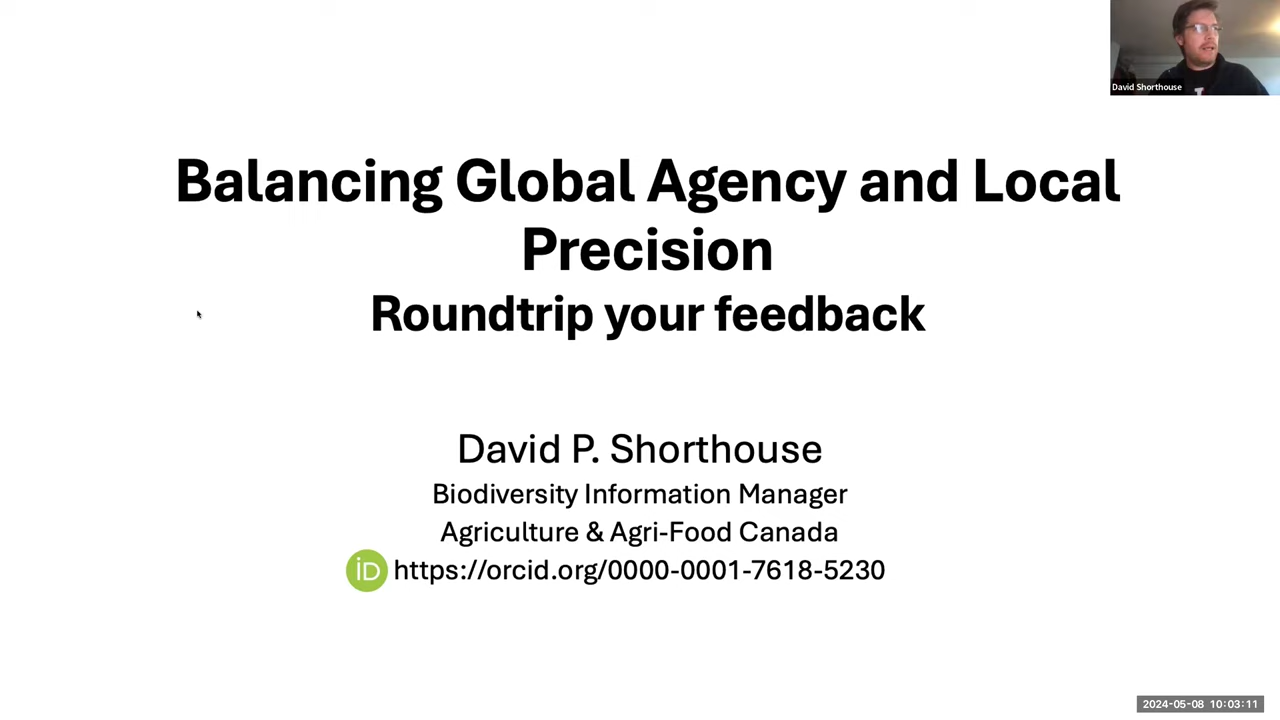 David Shorthouse
Balancing Global Agency and Local
Precision
Roundtrip your feedback
David P. Shorthouse
Biodiversity Information Manager
Agriculture & Agri-Food Canada
iD https://orcid.org/0000-0001-7618-5230
2024-05-08 10:03:11